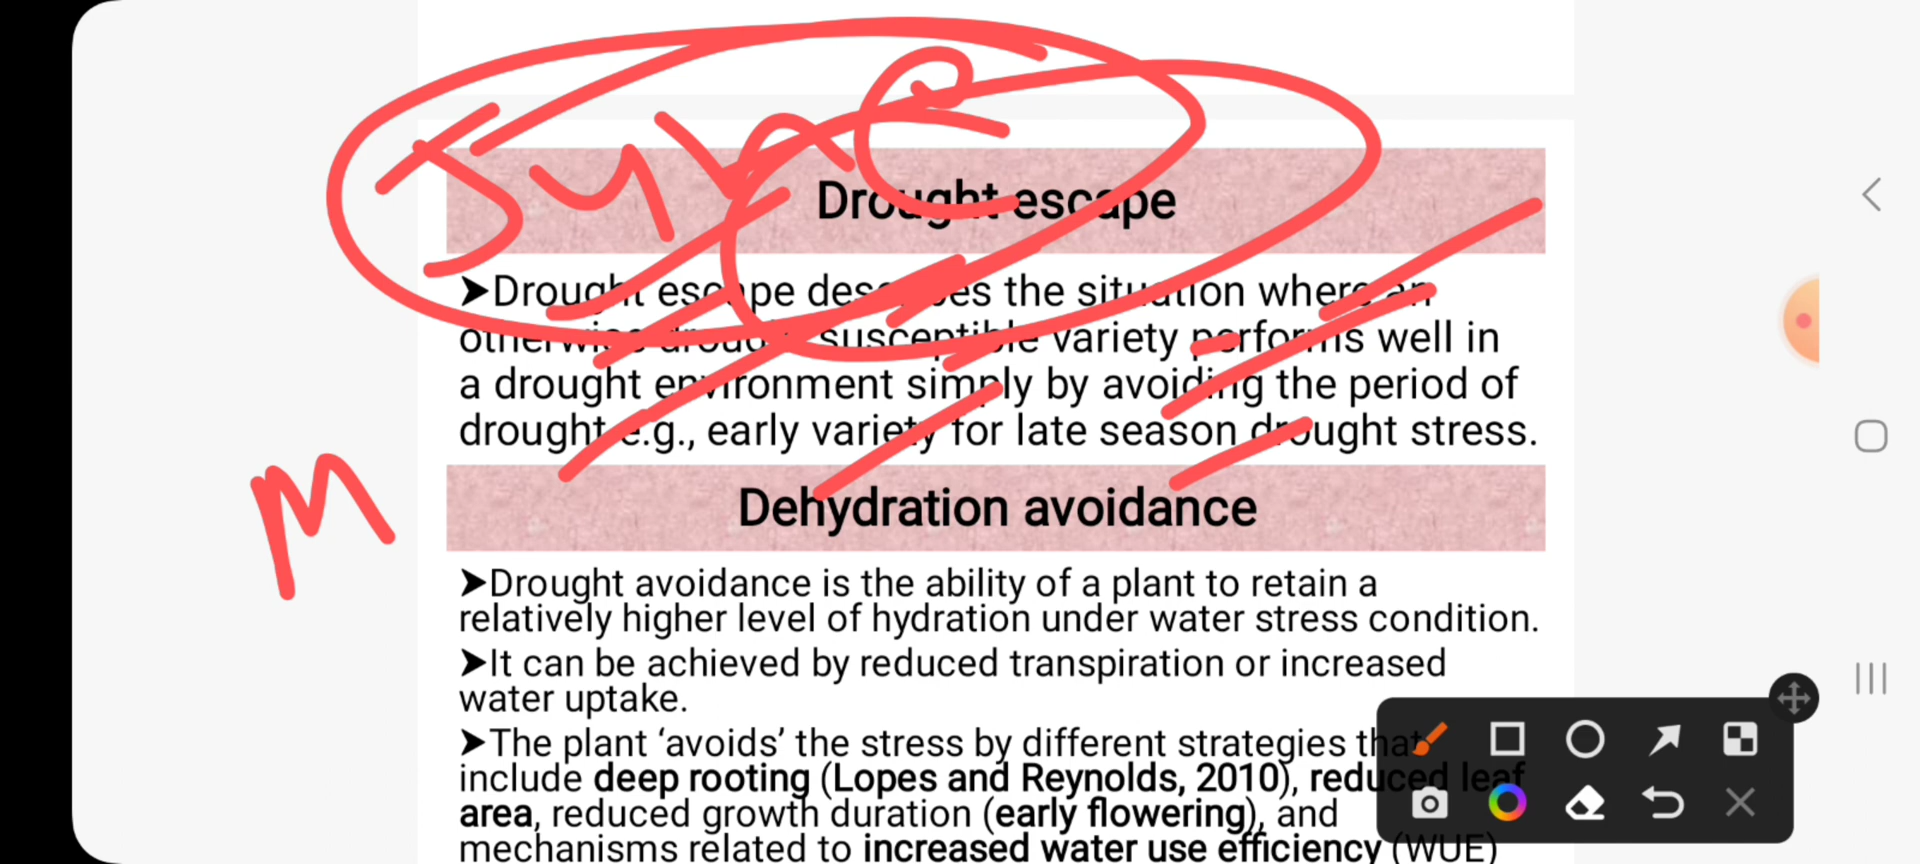 June
Drought escape
➤Drought escape describes the situation where an
otherwise drought susceptible variety performs well in
a drought environment simply by avoiding the period of
drought e.g., early variety for late season drought stress.
M
Dehydration avoidance
➤Drought avoidance is the ability of a plant to retain a
relatively higher level of hydration under water stress condition.
➤It can be achieved by reduced transpiration or increased
water uptake.
➤The plant ‘avoids’ the stress by different strategies that
include deep rooting (Lopes and Reynolds, 2010), reduced leaf
area, reduced growth duration (early flowering), and
mechanisms related to increased water use efficiency (WUE)